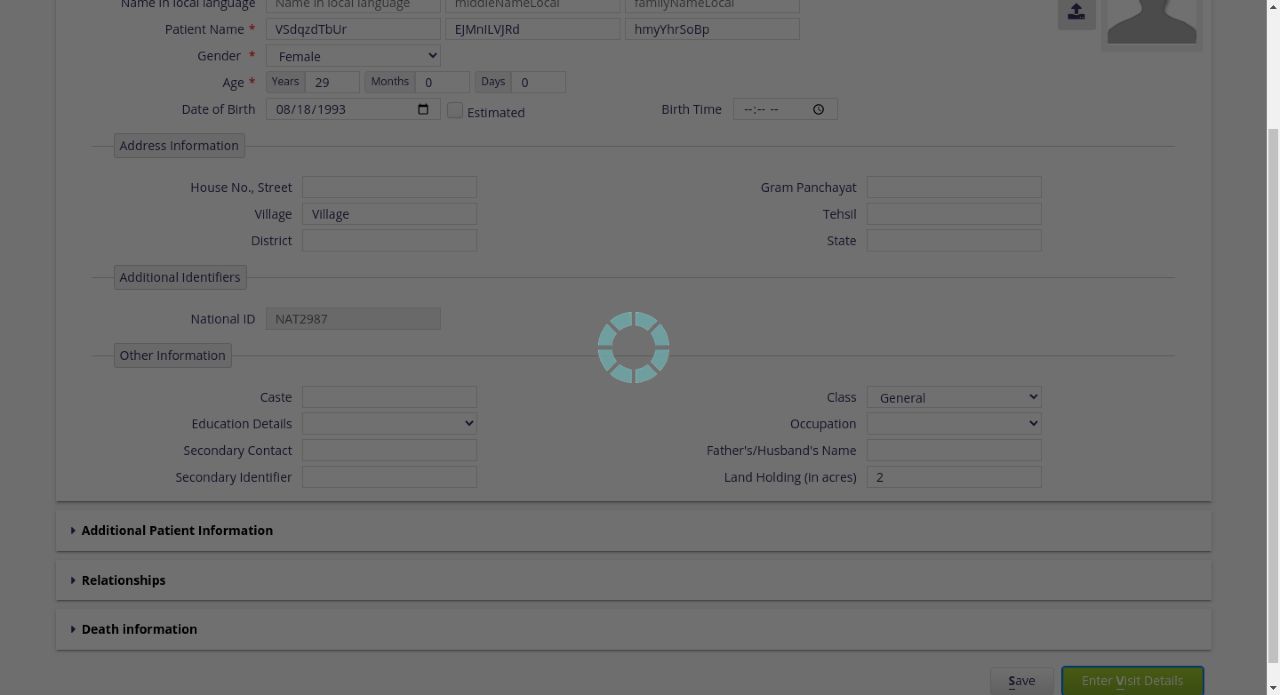 Name in local language Name in local language middleNameLocal familyNameLocal
Patient Name * VSdqzdTbUr EJMnILVJRd hmyYhrSoBp
Gender * Female
Age * Years 29 Months 0 Days 0
Date of Birth 08/18/1993 Estimated Birth Time --:-- --
Address Information
House No., Street Gram Panchayat
Village Village Tehsil
District State
Additional Identifiers
National ID NAT2987
Other Information
Caste Class General
Education Details Occupation
Secondary Contact Father's/Husband's Name
Secondary Identifier Land Holding (in acres) 2
Additional Patient Information
Relationships
Death information
Save Enter Visit Details